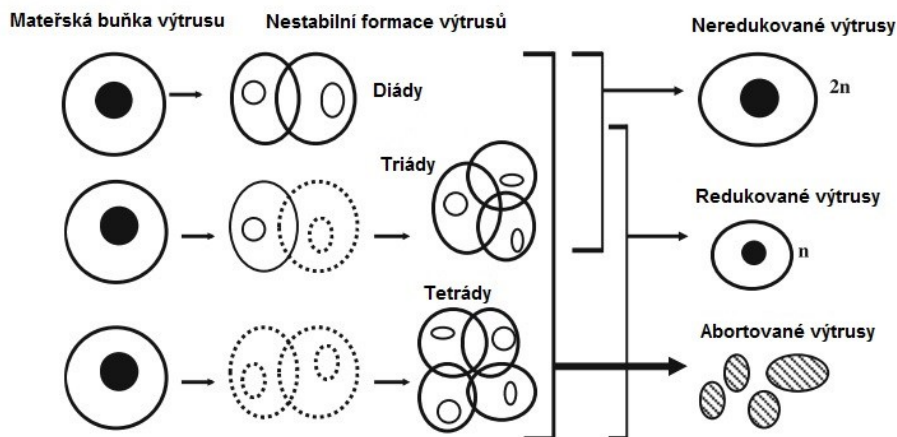 Mateřská buňka výtrusu
Nestabilní formace výtrusů
Neredukované výtrusy
Diády
2n
Triády
Redukované výtrusy
n
Tetrády
Abortované výtrusy